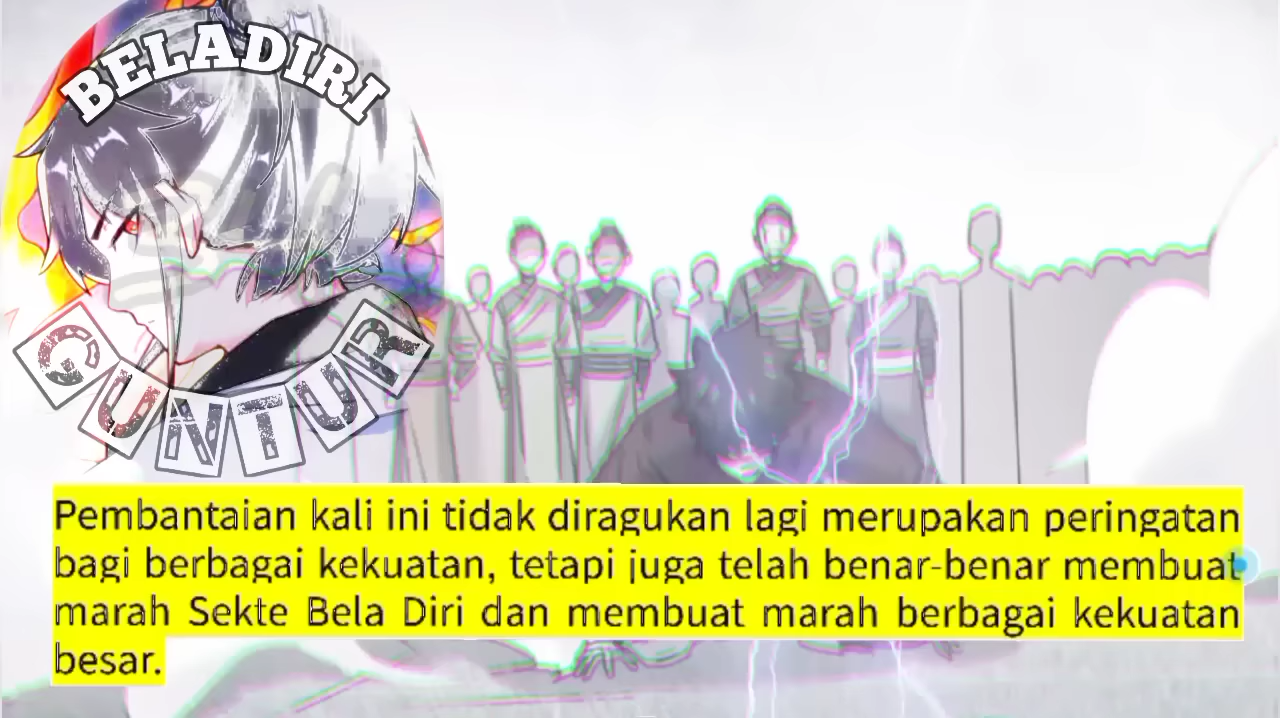 BELADIRI
GUNTUR
Pembantaian kali ini tidak diragukan lagi merupakan peringatan
bagi berbagai kekuatan, tetapi juga telah benar-benar membuat
marah Sekte Bela Diri dan membuat marah berbagai kekuatan
besar.